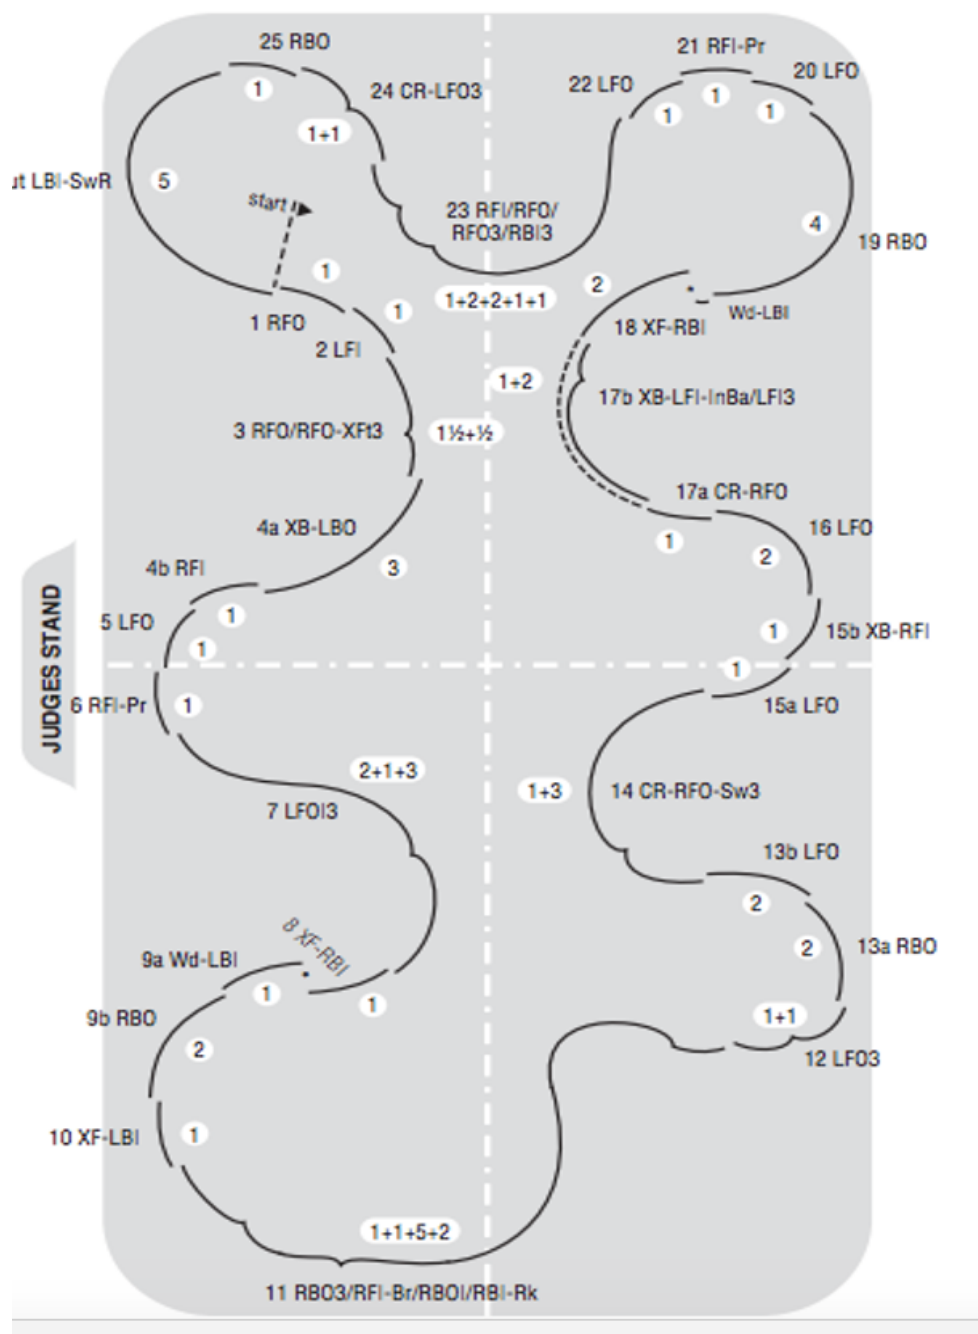 25 RBO
1
24 CR-LFO3
1+1
21 RFI-Pr
22 LFO
20 LFO
1
1
1
LBI-SwR
5
start
23 RFI/RFO/
RFO3/RBI3
4
19 RBO
1
1 RFO
1
2 LFI
1+2+2+1+1
2
18 XF-RBI
Wd-LBI
1+2
17b XB-LFI-InBa/LFI3
3 RFO/RFO-XFt3
1½+½
17a CR-RFO
4a XB-LBO
3
1
2
16 LFO
4b RFI
1
5 LFO
1
JUDGES STAND
1
15b XB-RFI
1
6 RFI-Pr
1
15a LFO
2+1+3
7 LFOI3
1+3
14 CR-RFO-Sw3
13b LFO
2
8 XF-RBI
9a Wd-LBI
1
1
2
13a RBO
9b RBO
2
1+1
12 LFO3
10 XF-LBI
1
1+1+5+2
11 RBO3/RFI-Br/RBOI/RBI-Rk